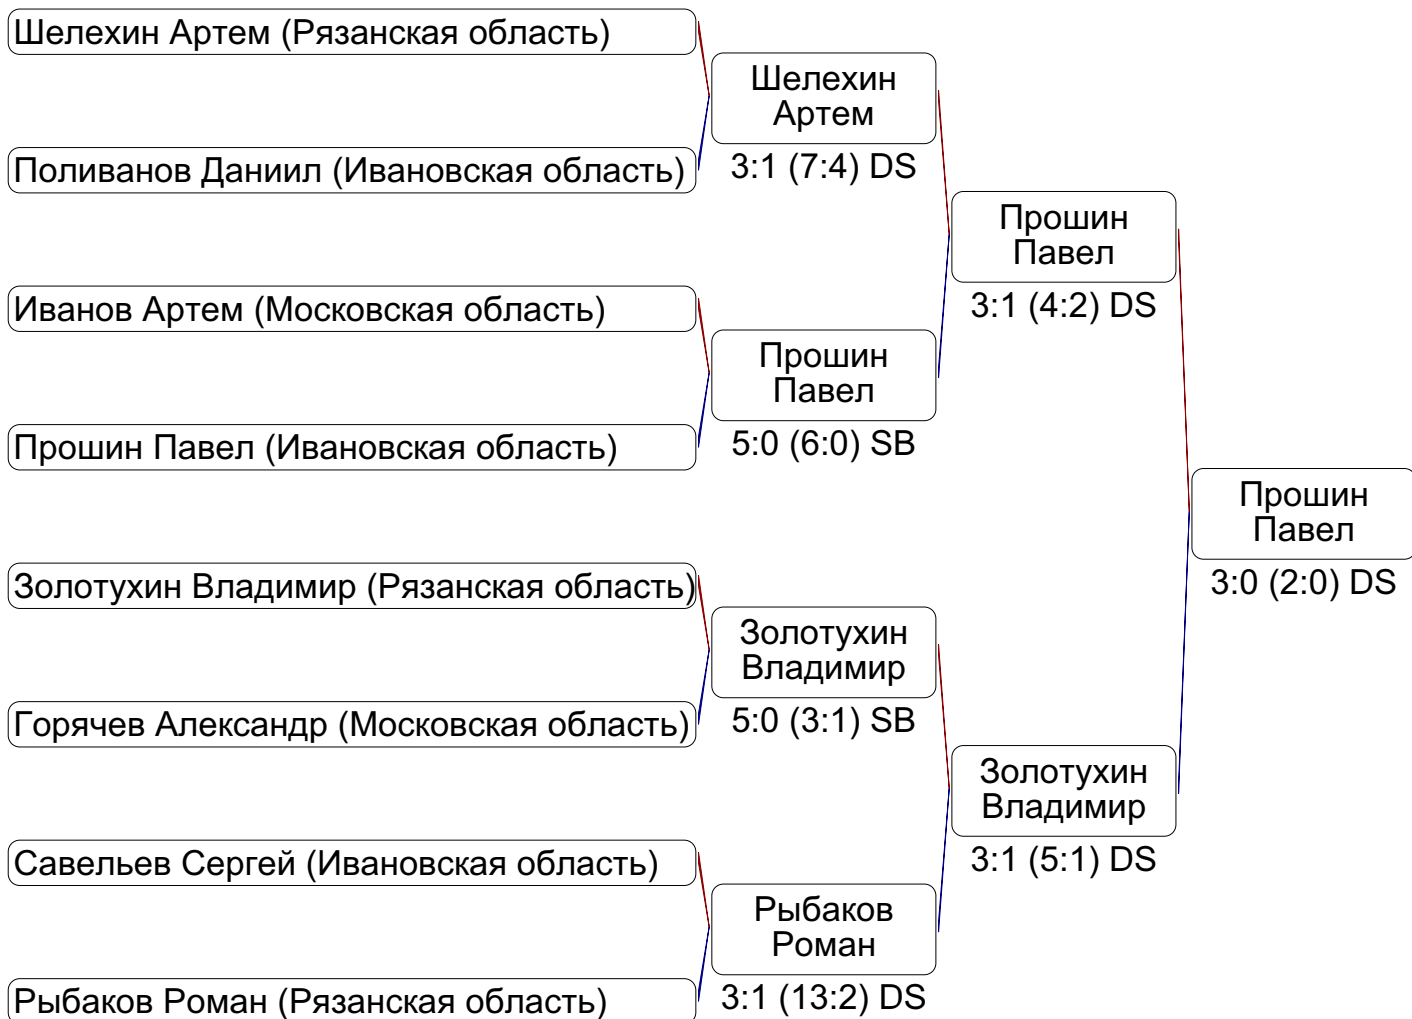 Шелехин Артем (Рязанская область)
Поливанов Даниил (Ивановская область)
Иванов Артем (Московская область)
Прошин Павел (Ивановская область)
Золотухин Владимир (Рязанская область)
Горячев Александр (Московская область)
Савельев Сергей (Ивановская область)
Рыбаков Роман (Рязанская область)
Шелехин
Артем
3:1 (7:4) DS
Прошин
Павел
5:0 (6:0) SB
Золотухин
Владимир
5:0 (3:1) SB
Рыбаков
Роман
3:1 (13:2) DS
Прошин
Павел
3:1 (4:2) DS
Золотухин
Владимир
3:1 (5:1) DS
Прошин
Павел
3:0 (2:0) DS